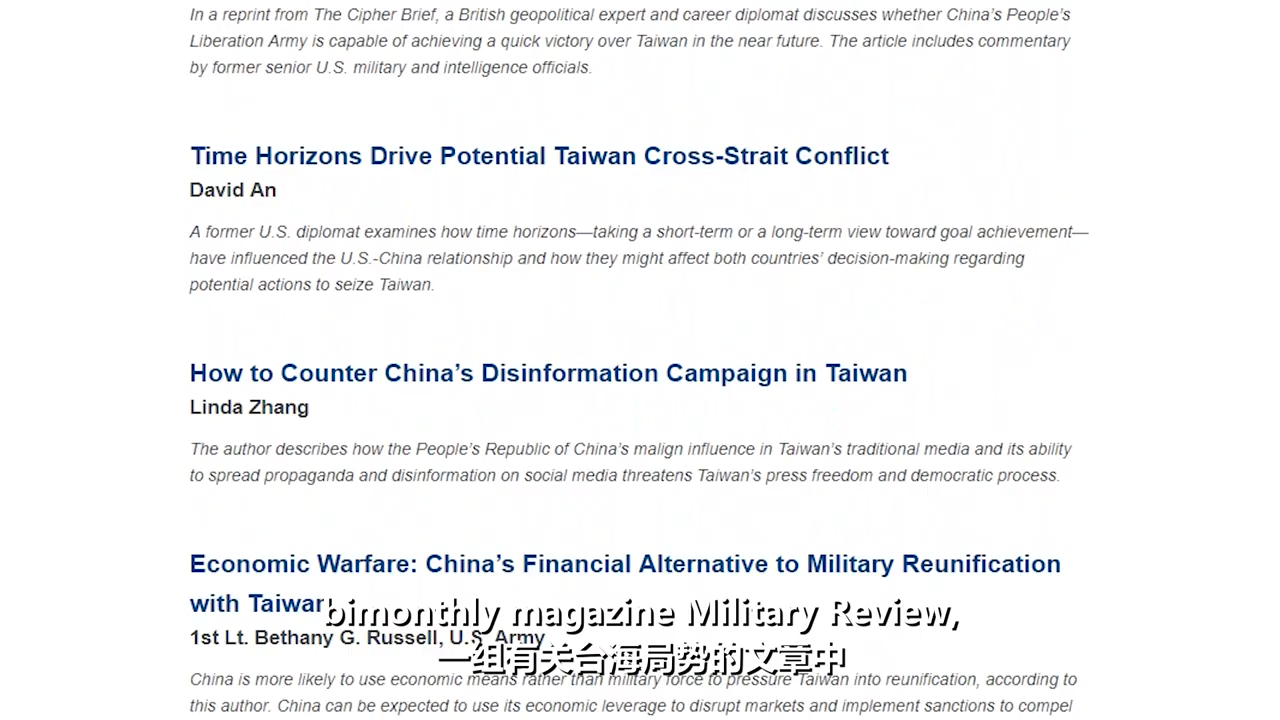 In a reprint from The Cipher Brief, a British geopolitical expert and career diplomat discusses whether China’s People’s
Liberation Army is capable of achieving a quick victory over Taiwan in the near future. The article includes commentary
by former senior U.S. military and intelligence officials.
Time Horizons Drive Potential Taiwan Cross-Strait Conflict
David An
A former U.S. diplomat examines how time horizons—taking a short-term or a long-term view toward goal achievement—
have influenced the U.S.-China relationship and how they might affect both countries’ decision-making regarding
potential actions to seize Taiwan.
How to Counter China’s Disinformation Campaign in Taiwan
Linda Zhang
The author describes how the People’s Republic of China’s malign influence in Taiwan’s traditional media and its ability
to spread propaganda and disinformation on social media threatens Taiwan’s press freedom and democratic process.
Economic Warfare: China’s Financial Alternative to Military Reunification
with Taiwan
bimonthly magazine Military Review,
1st Lt. Bethany G. Russell, U.S. Army
一组有关台海局势的文章中
China is more likely to use economic means rather than military force to pressure Taiwan into reunification, according to
this author. China can be expected to use its economic leverage to disrupt markets and implement sanctions to compel